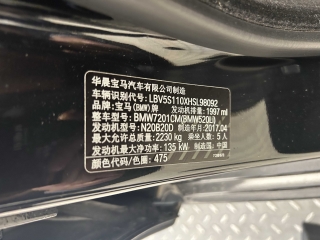 华晨宝马汽车有限公司制造
车辆识别代号: LBV5S110XHSL98092
品牌: 宝马(BMW)牌 发动机排量: 1997 ml
整车型号: BMW7201CM(BMW520Li)
发动机型号: N20B20D 制造年月: 2017.04
最大允许总质量: 2230 kg 乘坐人数: 5 人
发动机最大净功率: 135 kW 制造国: 中国
颜色代码: 475